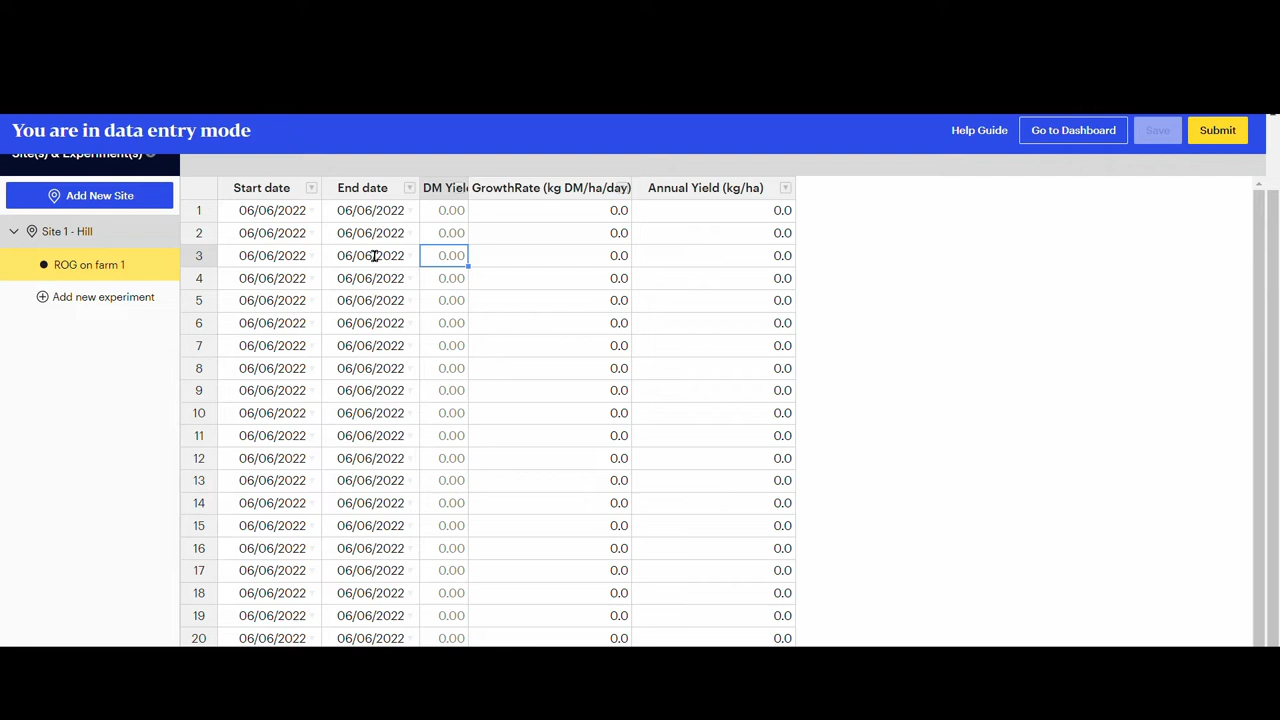 You are in data entry mode
Help Guide
Go to Dashboard
Save
Submit
Site(s) & Experiment(s)
Add New Site
Site 1 - Hill
ROG on farm 1
Add new experiment
Start date End date DM Yiel GrowthRate (kg DM/ha/day) Annual Yield (kg/ha)
1 06/06/2022 06/06/2022 0.00 0.0 0.0
2 06/06/2022 06/06/2022 0.00 0.0 0.0
3 06/06/2022 06/06/2022 0.00 0.0 0.0
4 06/06/2022 06/06/2022 0.00 0.0 0.0
5 06/06/2022 06/06/2022 0.00 0.0 0.0
6 06/06/2022 06/06/2022 0.00 0.0 0.0
7 06/06/2022 06/06/2022 0.00 0.0 0.0
8 06/06/2022 06/06/2022 0.00 0.0 0.0
9 06/06/2022 06/06/2022 0.00 0.0 0.0
10 06/06/2022 06/06/2022 0.00 0.0 0.0
11 06/06/2022 06/06/2022 0.00 0.0 0.0
12 06/06/2022 06/06/2022 0.00 0.0 0.0
13 06/06/2022 06/06/2022 0.00 0.0 0.0
14 06/06/2022 06/06/2022 0.00 0.0 0.0
15 06/06/2022 06/06/2022 0.00 0.0 0.0
16 06/06/2022 06/06/2022 0.00 0.0 0.0
17 06/06/2022 06/06/2022 0.00 0.0 0.0
18 06/06/2022 06/06/2022 0.00 0.0 0.0
19 06/06/2022 06/06/2022 0.00 0.0 0.0
20 06/06/2022 06/06/2022 0.00 0.0 0.0